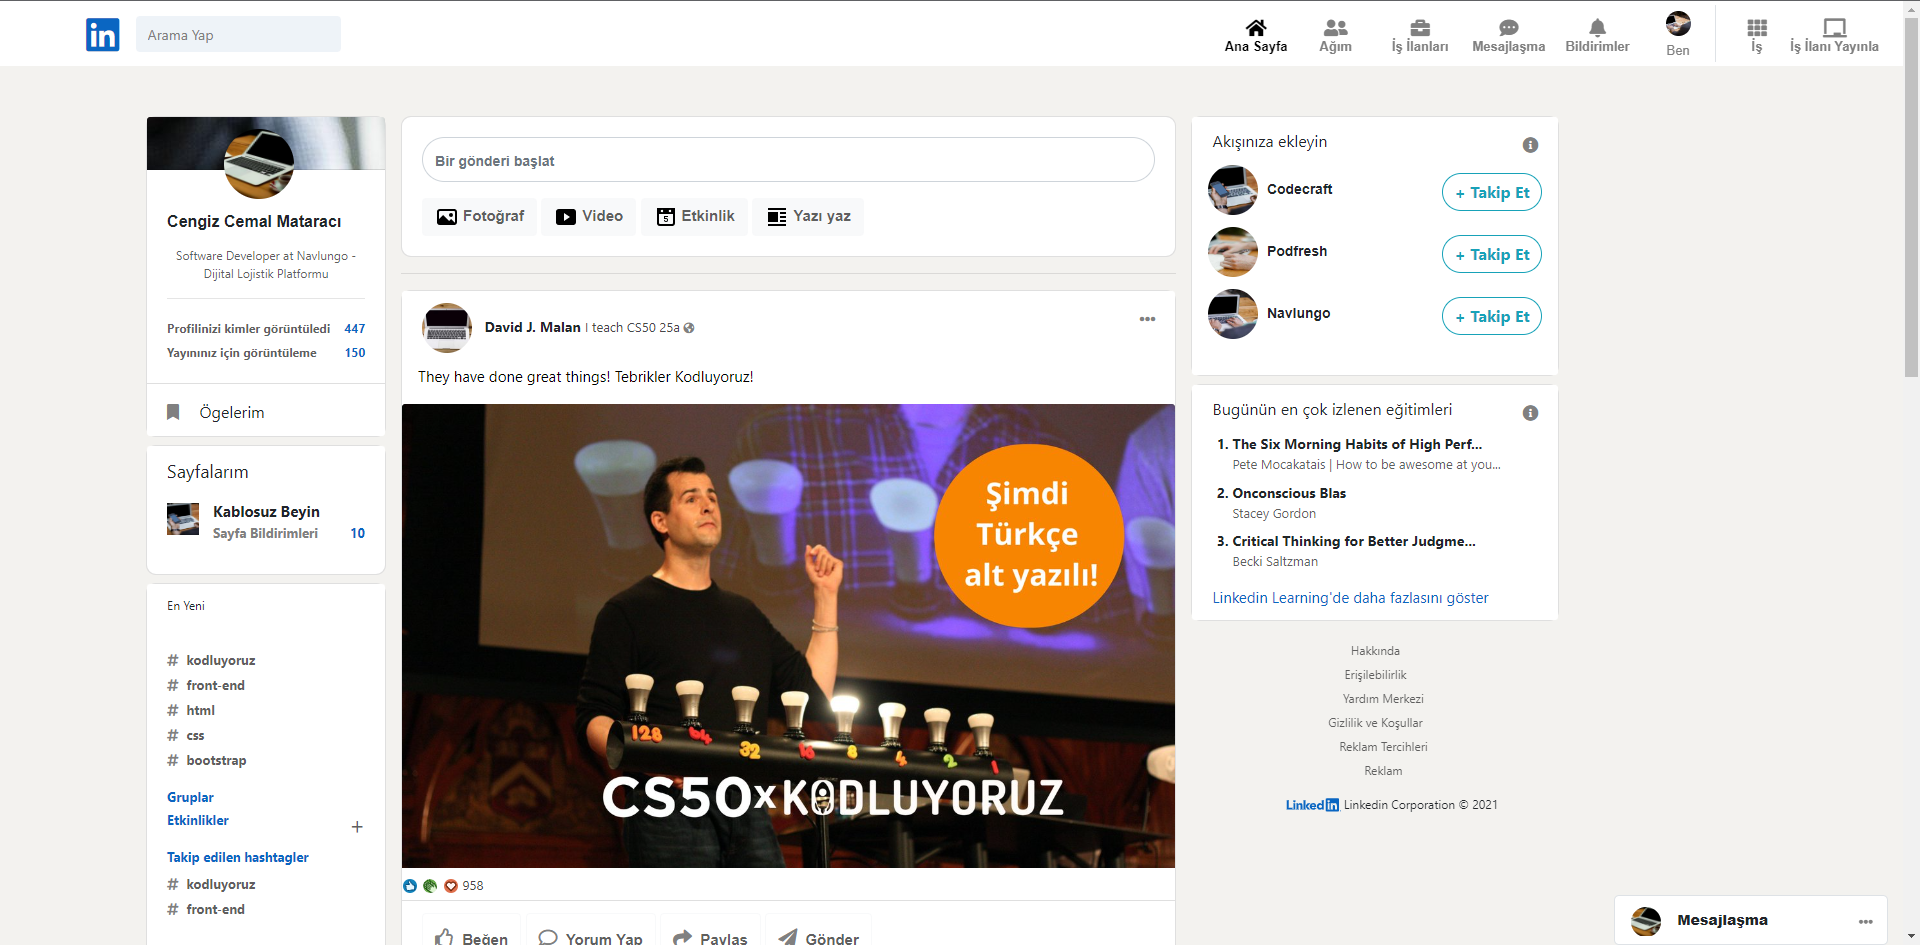 in
Arama Yap
Ana Sayfa
Ağım
İş İlanları
Mesajlaşma
Bildirimler
Ben
İş
İş İlanı Yayınla
Cengiz Cemal Mataracı
Software Developer at Navlungo -
Dijital Lojistik Platformu
Profilinizi kimler görüntüledi 447
Yayınınız için görüntüleme 150
Ögelerim
Sayfalarım
Kablosuz Beyin
Sayfa Bildirimleri 10
En Yeni
# kodluyoruz
# front-end
# html
# css
# bootstrap
Gruplar
Etkinlikler
+
Takip edilen hashtagler
# kodluyoruz
# front-end
Bir gönderi başlat
Fotoğraf
Video
5 Etkinlik
Yazı yaz
David J. Malan I teach CS50 25a
They have done great things! Tebrikler Kodluyoruz!
Şimdi
Türkçe
alt yazılı!
128 64 32 16 8 4 2 1
CS50xKODLUYORUZ
958
Beğen
Yorum Yap
Paylaş
Gönder
Akışınıza ekleyin
Codecraft
+ Takip Et
Podfresh
+ Takip Et
Navlungo
+ Takip Et
Bugünün en çok izlenen eğitimleri
1. The Six Morning Habits of High Perf...
Pete Mocakatais | How to be awesome at you...
2. Onconscious Blas
Stacey Gordon
3. Critical Thinking for Better Judgme...
Becki Saltzman
Linkedin Learning'de daha fazlasını göster
Hakkında
Erişilebilirlik
Yardım Merkezi
Gizlilik ve Koşullar
Reklam Tercihleri
Reklam
Linkedin Linkedin Corporation © 2021
Mesajlaşma